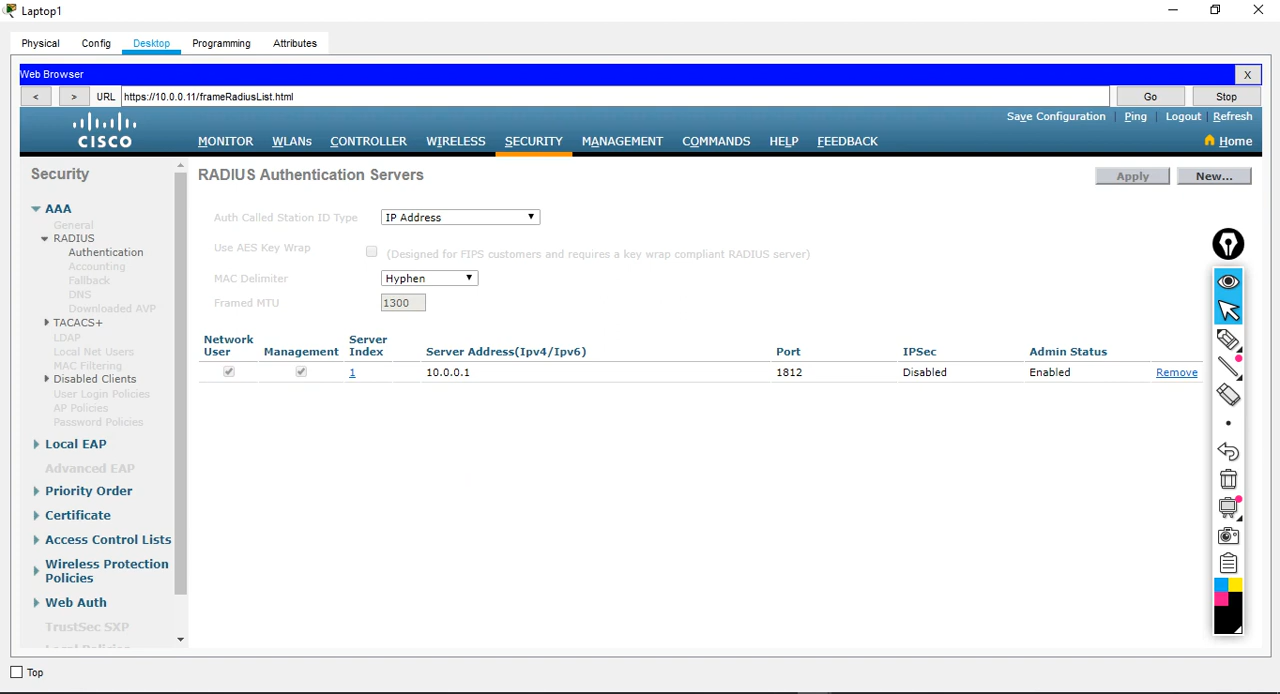 Laptop1
Physical Config Desktop Programming Attributes
Web Browser X
< > URL https://10.0.0.11/frameRadiusList.html Go Stop
Save Configuration Ping Logout Refresh
CISCO MONITOR WLANs CONTROLLER WIRELESS SECURITY MANAGEMENT COMMANDS HELP FEEDBACK Home
Security
AAA
General
RADIUS
Authentication
Accounting
Fallback
DNS
Downloaded AVP
TACACS+
LDAP
Local Net Users
MAC Filtering
Disabled Clients
User Login Policies
AP Policies
Password Policies
Local EAP
Advanced EAP
Priority Order
Certificate
Access Control Lists
Wireless Protection
Policies
Web Auth
TrustSec SXP
Local Policies
RADIUS Authentication Servers Apply New...
Auth Called Station ID Type IP Address
Use AES Key Wrap (Designed for FIPS customers and requires a key wrap compliant RADIUS server)
MAC Delimiter Hyphen
Framed MTU 1300
Network User Management Server Index Server Address(Ipv4/Ipv6) Port IPSec Admin Status
1 10.0.0.1 1812 Disabled Enabled Remove
Top